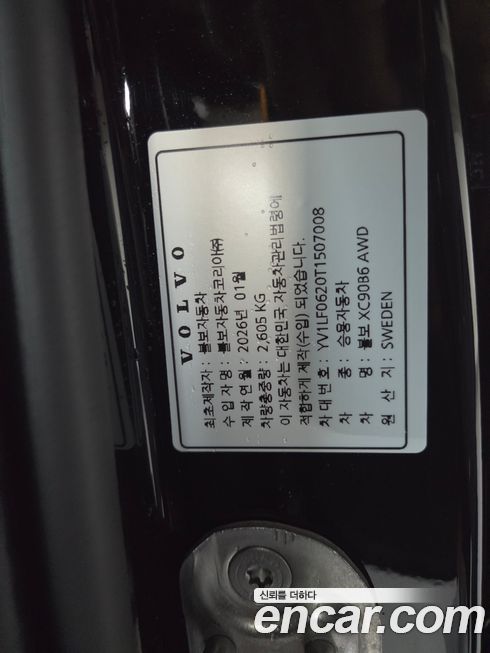 VOLVO
최초제작자 : 볼보자동차
수 입 자 명 : 볼보자동차코리아㈜
제 작 연 월 : 2026년 01월
차량총중량 : 2,605 KG
이 자동차는 대한민국 자동차관리법령에
적합하게 제작(수입) 되었습니다.
차 대 번 호 : YV1LF0620T1507008
차 종 : 승용자동차
차 명 : 볼보 XC90B6 AWD
원 산 지 : SWEDEN
신뢰를 더하다
encar.com